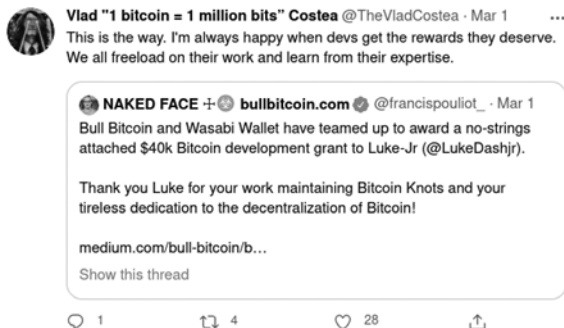 Vlad "1 bitcoin = 1 million bits" Costea @TheVladCostea · Mar 1 ...
This is the way. I'm always happy when devs get the rewards they deserve.
We all freeload on their work and learn from their expertise.
NAKED FACE bullbitcoin.com @francispouliot_ · Mar 1
Bull Bitcoin and Wasabi Wallet have teamed up to award a no-strings
attached $40k Bitcoin development grant to Luke-Jr (@LukeDashjr).
Thank you Luke for your work maintaining Bitcoin Knots and your
tireless dedication to the decentralization of Bitcoin!
medium.com/bull-bitcoin/b...
Show this thread
1 4 28